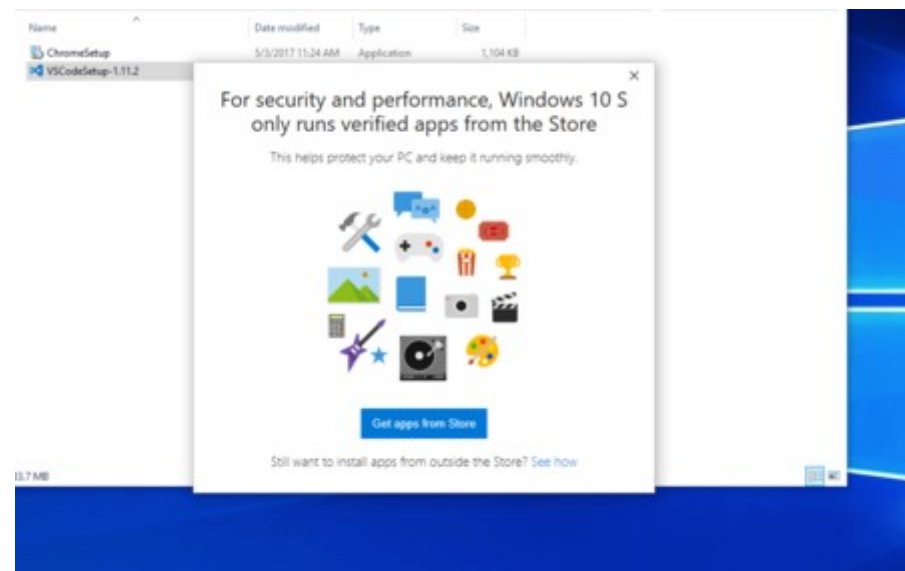 Name Date modified Type Size
ChromeSetup 5/3/2017 11:24 AM Application 1,104 KB
VSCodeSetup-1.11.2
For security and performance, Windows 10 S
only runs verified apps from the Store
This helps protect your PC and keep it running smoothly.
Get apps from Store
Still want to install apps from outside the Store? See how